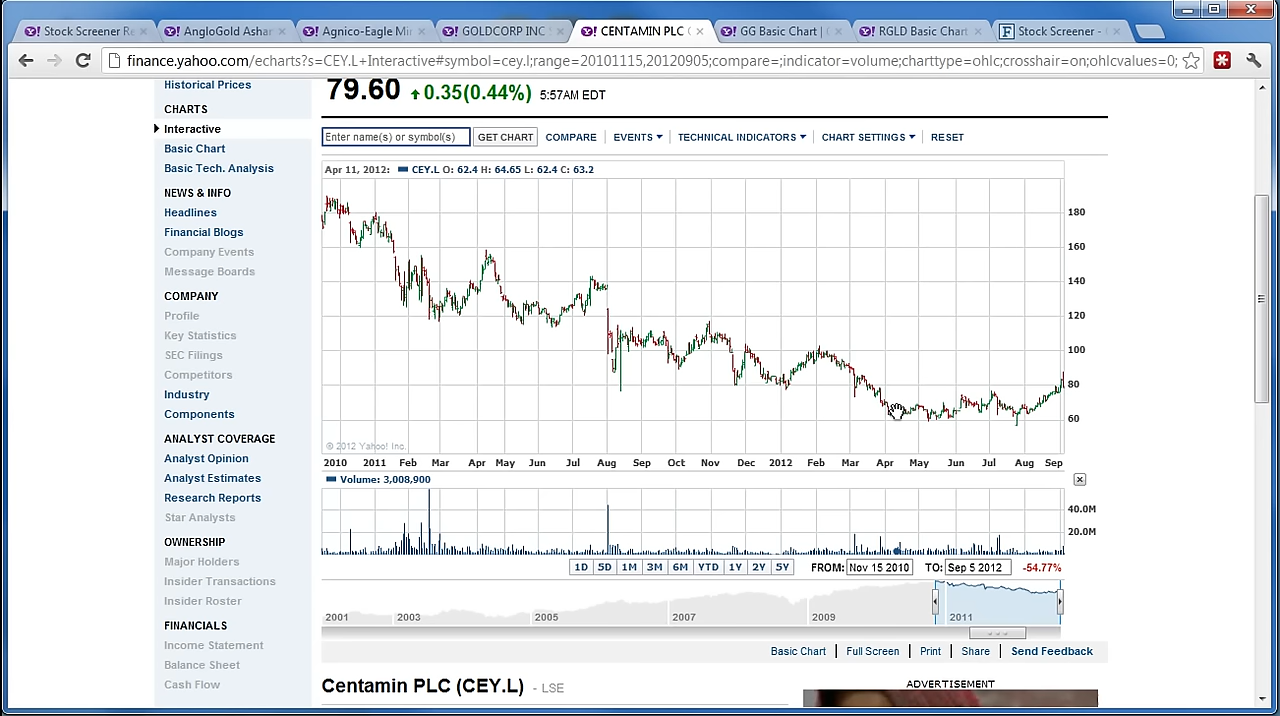 Stock Screener Re
AngloGold Ashar
Agnico-Eagle Min
GOLDCORP INC
CENTAMIN PLC (
GG Basic Chart |
RGLD Basic Chart
Stock Screener -
finance.yahoo.com/echarts?s=CEY.L+Interactive#symbol=cey.l;range=20101115,20120905;compare=;indicator=volume;charttype=ohlc;crosshair=on;ohlcvalues=0;
Historical Prices
CHARTS
Interactive
Basic Chart
Basic Tech. Analysis
NEWS & INFO
Headlines
Financial Blogs
Company Events
Message Boards
COMPANY
Profile
Key Statistics
SEC Filings
Competitors
Industry
Components
ANALYST COVERAGE
Analyst Opinion
Analyst Estimates
Research Reports
Star Analysts
OWNERSHIP
Major Holders
Insider Transactions
Insider Roster
FINANCIALS
Income Statement
Balance Sheet
Cash Flow
79.60 0.35(0.44%) 5:57AM EDT
Enter name(s) or symbol(s) GET CHART COMPARE EVENTS TECHNICAL INDICATORS CHART SETTINGS RESET
Apr 11, 2012: CEY.L O: 62.4 H: 64.65 L: 62.4 C: 63.2
180
160
140
120
100
80
60
© 2012 Yahoo! Inc.
2010 2011 Feb Mar Apr May Jun Jul Aug Sep Oct Nov Dec 2012 Feb Mar Apr May Jun Jul Aug Sep
Volume: 3,008,900
40.0M
20.0M
1D 5D 1M 3M 6M YTD 1Y 2Y 5Y FROM: Nov 15 2010 TO: Sep 5 2012 -54.77%
2001 2003 2005 2007 2009 2011
Basic Chart Full Screen Print Share Send Feedback
Centamin PLC (CEY.L) - LSE
ADVERTISEMENT